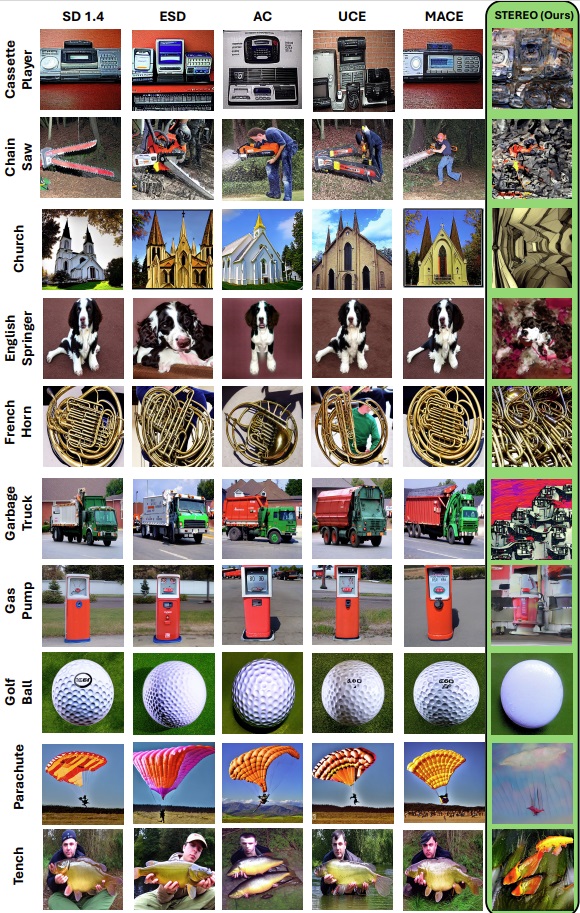 SD 1.4 ESD AC UCE MACE STEREO (Ours)
Cassette
Player
Chain
Saw
Church
English
Springer
French
Horn
Garbage
Truck
Gas
Pump
Golf
Ball
Parachute
Tench